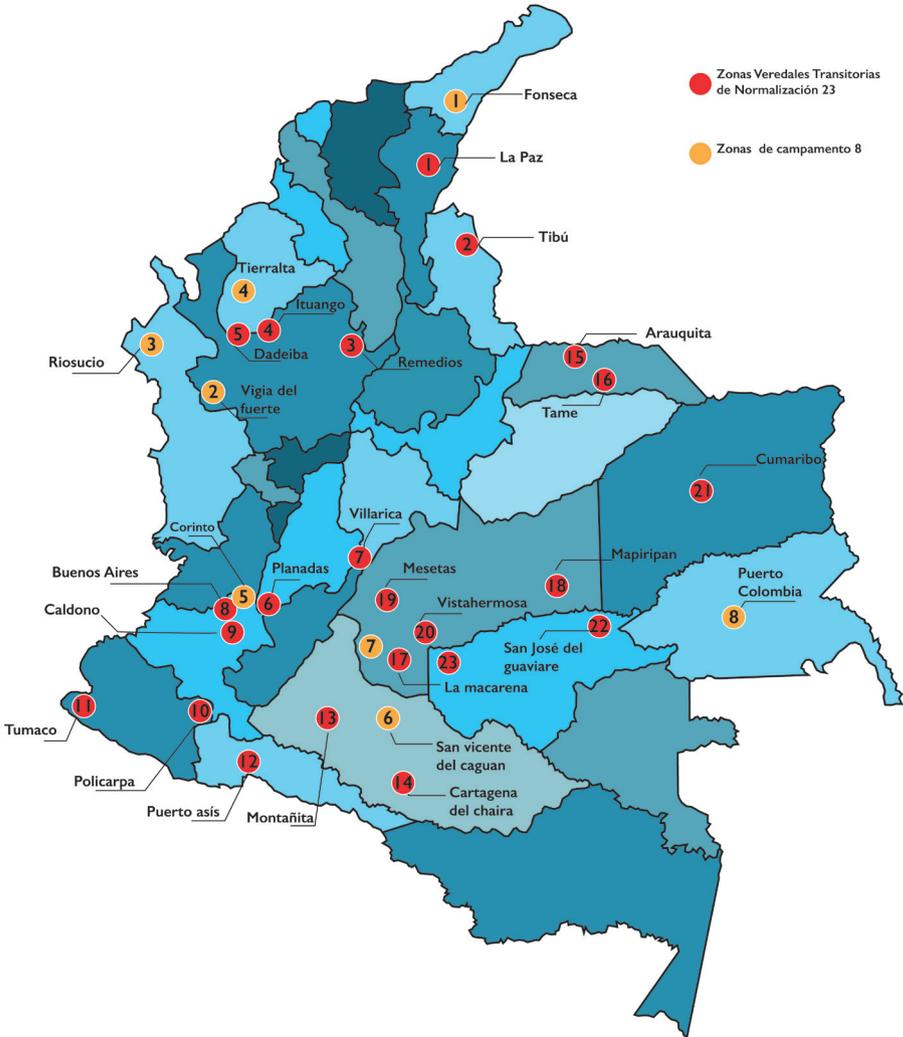 Zonas Veredales Transitorias
de Normalización 23
Zonas de campamento 8
1
Fonseca
1
La Paz
2
Tibú
Tierralta
4
Ituango
5
4
Dadeiba
3
Remedios
3
Riosucio
2
Vigia del
fuerte
Arauquita
15
16
Tame
Cumaribo
21
Corinto
Villarica
7
Buenos Aires
Planadas
8
5
6
Caldono
9
Mesetas
19
Mapiripan
18
Vistahermosa
20
7
17
23
La macarena
22
San José del
guaviare
Puerto
Colombia
8
11
Tumaco
10
Policarpa
12
Puerto asís
13
Montañita
6
San vicente
del caguan
14
Cartagena
del chaira